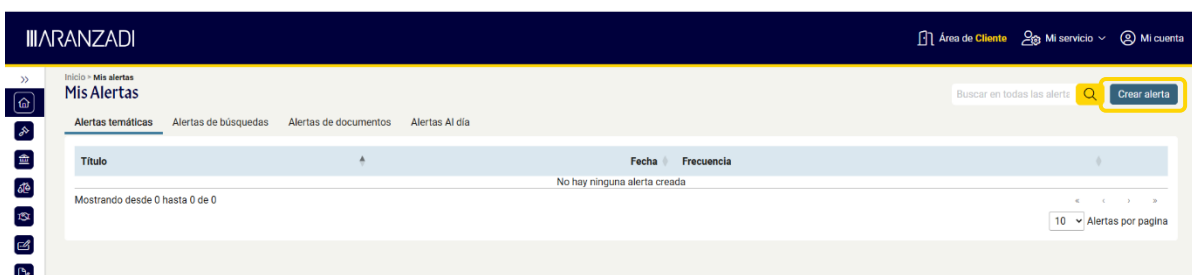 ARANZADI
Área de Cliente Mi servicio Mi cuenta
Inicio > Mis alertas
Mis Alertas
Buscar en todas las alerta Crear alerta
Alertas temáticas Alertas de búsquedas Alertas de documentos Alertas Al día
Título Fecha Frecuencia
No hay ninguna alerta creada
Mostrando desde 0 hasta 0 de 0
« ‹ › »
10 Alertas por pagina